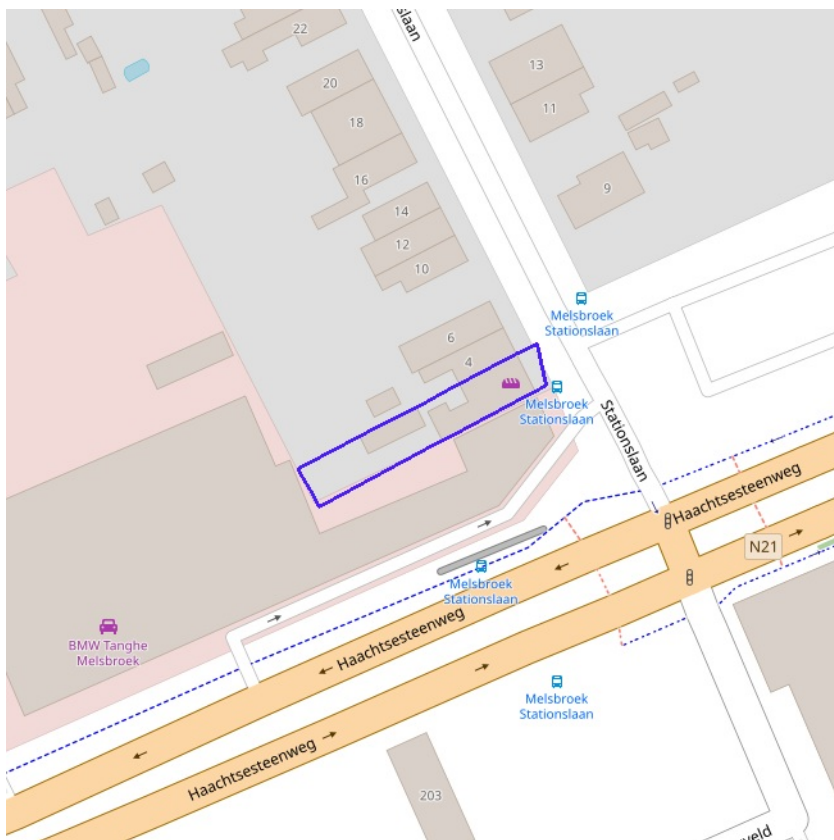 slaan
22
20
18
16
14
12
10
6
4
13
11
9
Melsbroek
Stationslaan
Melsbroek
Stationslaan
Stationslaan
Haachtsesteenweg
N21
Melsbroek
Stationslaan
Haachtsesteenweg
BMW Tanghe
Melsbroek
Melsbroek
Stationslaan
Haachtsesteenweg
203
veld